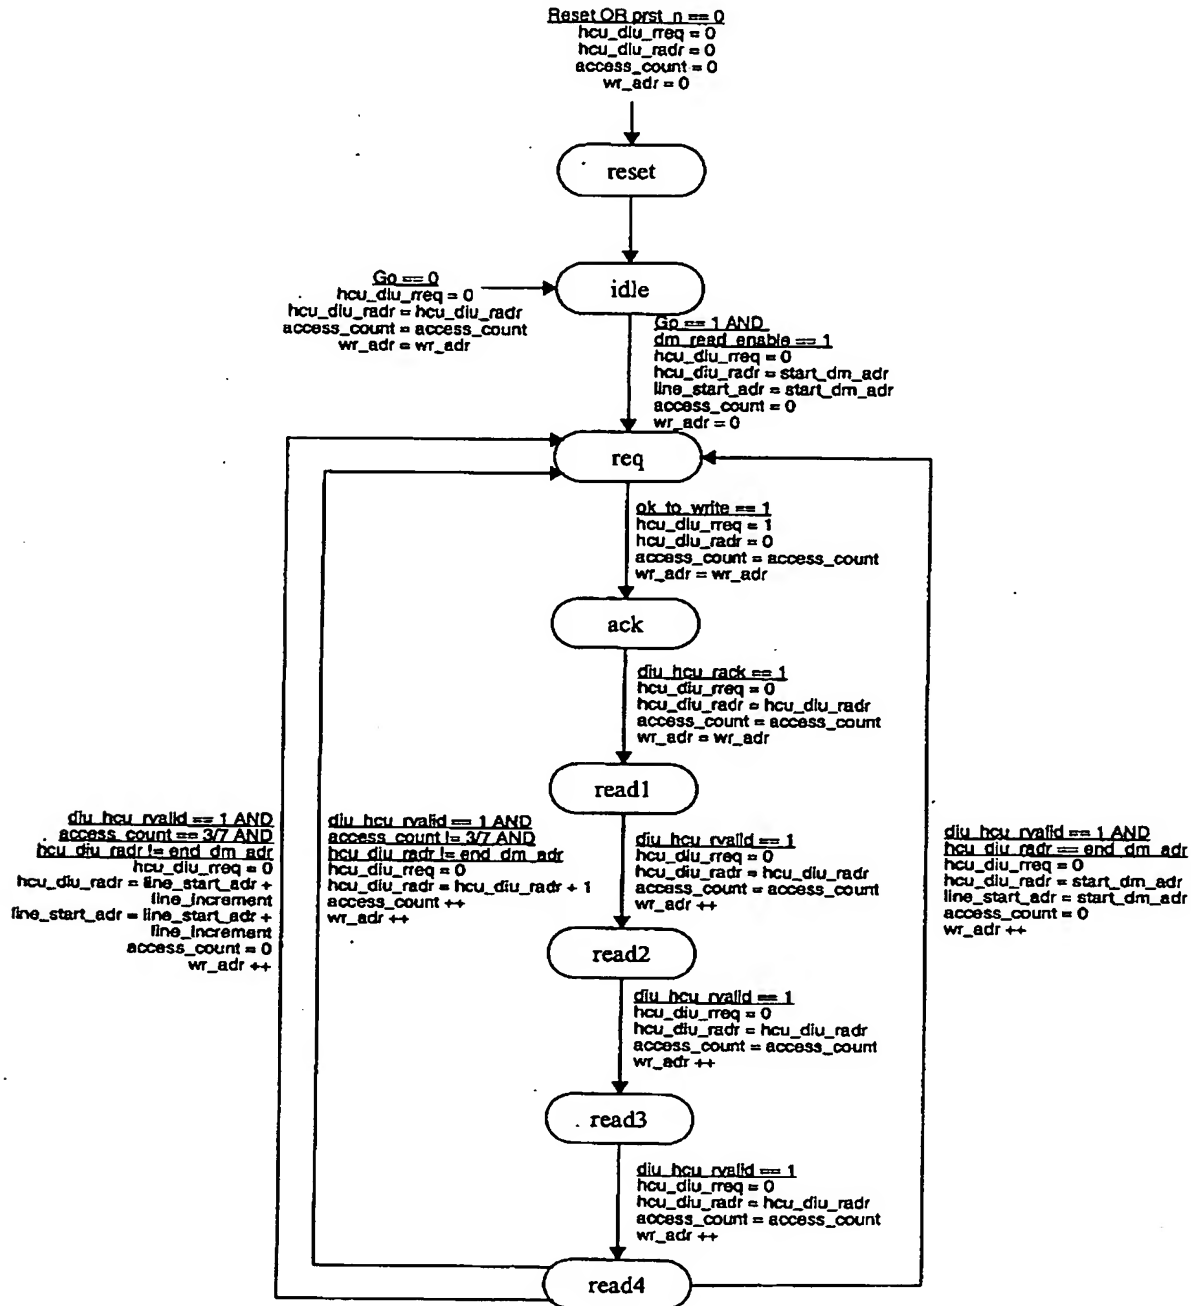 Reset OR prst_n == 0
hcu_diu_rreq = 0
hcu_diu_radr = 0
access_count = 0
wr_adr = 0
reset
idle
Go == 0
hcu_diu_rreq = 0
hcu_diu_radr = hcu_diu_radr
access_count = access_count
wr_adr = wr_adr
Go == 1 AND
dm_read_enable == 1
hcu_diu_rreq = 0
hcu_diu_radr = start_dm_adr
line_start_adr = start_dm_adr
access_count = 0
wr_adr = 0
req
ok_to_write == 1
hcu_diu_rreq = 1
hcu_diu_radr = 0
access_count = access_count
wr_adr = wr_adr
ack
diu_hcu_rack == 1
hcu_diu_rreq = 0
hcu_diu_radr = hcu_diu_radr
access_count = access_count
wr_adr = wr_adr
read1
diu_hcu_rvalid == 1 AND
access_count == 3/7 AND
hcu_diu_radr != end_dm_adr
hcu_diu_rreq = 0
hcu_diu_radr = line_start_adr +
line_increment
line_start_adr = line_start_adr +
line_increment
access_count = 0
wr_adr ++
diu_hcu_rvalid == 1 AND
access_count != 3/7 AND
hcu_diu_radr != end_dm_adr
hcu_diu_rreq = 0
hcu_diu_radr = hcu_diu_radr + 1
access_count ++
wr_adr ++
diu_hcu_rvalid == 1
hcu_diu_rreq = 0
hcu_diu_radr = hcu_diu_radr
access_count = access_count
wr_adr ++
diu_hcu_rvalid == 1 AND
hcu_diu_radr == end_dm_adr
hcu_diu_rreq = 0
hcu_diu_radr = start_dm_adr
line_start_adr = start_dm_adr
access_count = 0
wr_adr ++
read2
diu_hcu_rvalid == 1
hcu_diu_rreq = 0
hcu_diu_radr = hcu_diu_radr
access_count = access_count
wr_adr ++
read3
diu_hcu_rvalid == 1
hcu_diu_rreq = 0
hcu_diu_radr = hcu_diu_radr
access_count = access_count
wr_adr ++
read4